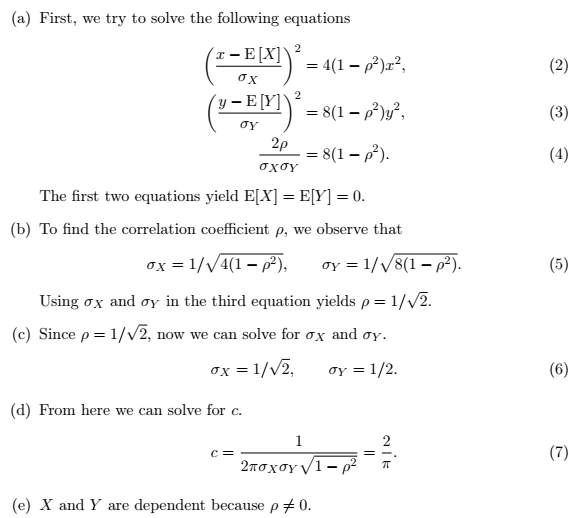 (a) First, we try to solve the following equations
((x − E [X]) / σ_X)² = 4(1 − ρ²)x², (2)
((y − E [Y]) / σ_Y)² = 8(1 − ρ²)y², (3)
2ρ / (σ_Xσ_Y) = 8(1 − ρ²). (4)
The first two equations yield E[X] = E[Y] = 0.
(b) To find the correlation coefficient ρ, we observe that
σ_X = 1/√(4(1 − ρ²)), σ_Y = 1/√(8(1 − ρ²)). (5)
Using σ_X and σ_Y in the third equation yields ρ = 1/√2.
(c) Since ρ = 1/√2, now we can solve for σ_X and σ_Y.
σ_X = 1/√2, σ_Y = 1/2. (6)
(d) From here we can solve for c.
c = 1 / (2πσ_Xσ_Y√(1 − ρ²)) = 2/π. (7)
(e) X and Y are dependent because ρ ≠ 0.